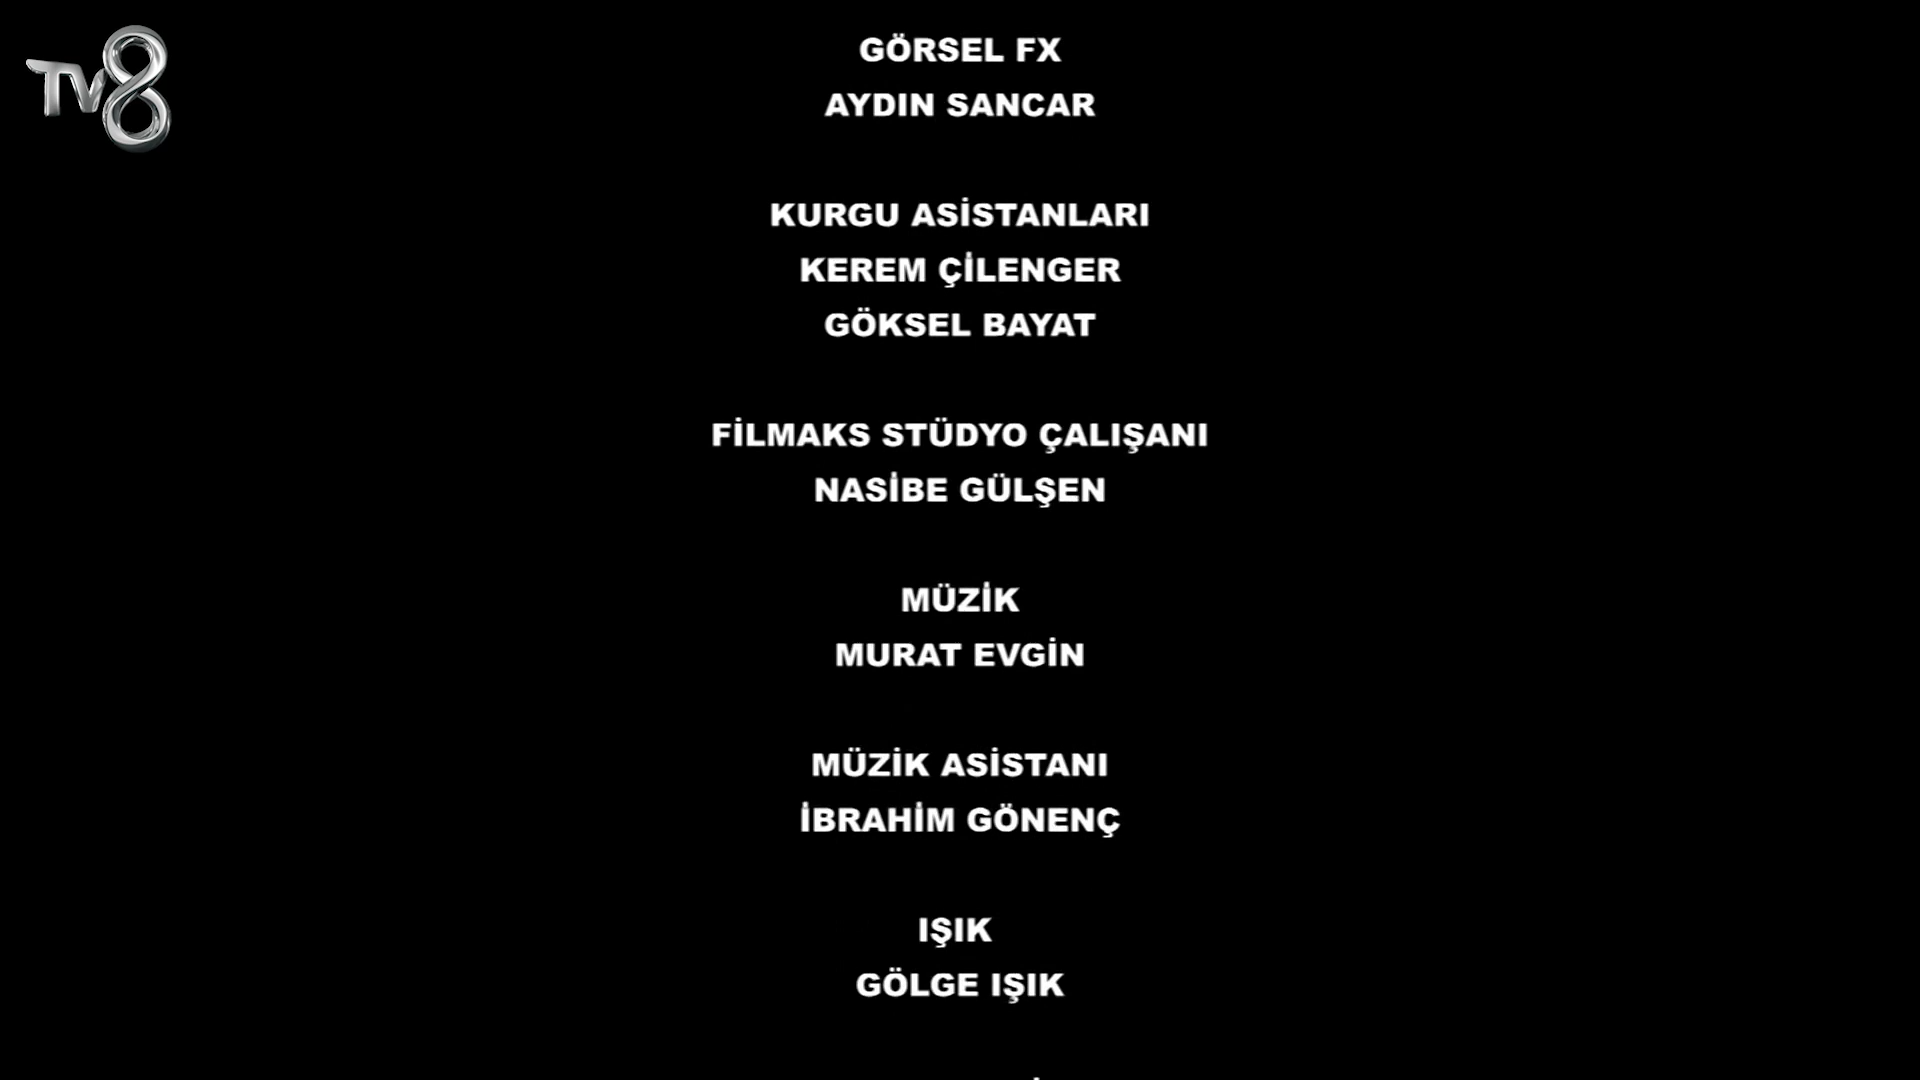 TV8
GÖRSEL FX
AYDIN SANCAR
KURGU ASİSTANLARI
KEREM ÇİLENGER
GÖKSEL BAYAT
FİLMAKS STÜDYO ÇALIŞANI
NASİBE GÜLŞEN
MÜZİK
MURAT EVGİN
MÜZİK ASİSTANI
İBRAHİM GÖNENÇ
IŞIK
GÖLGE IŞIK